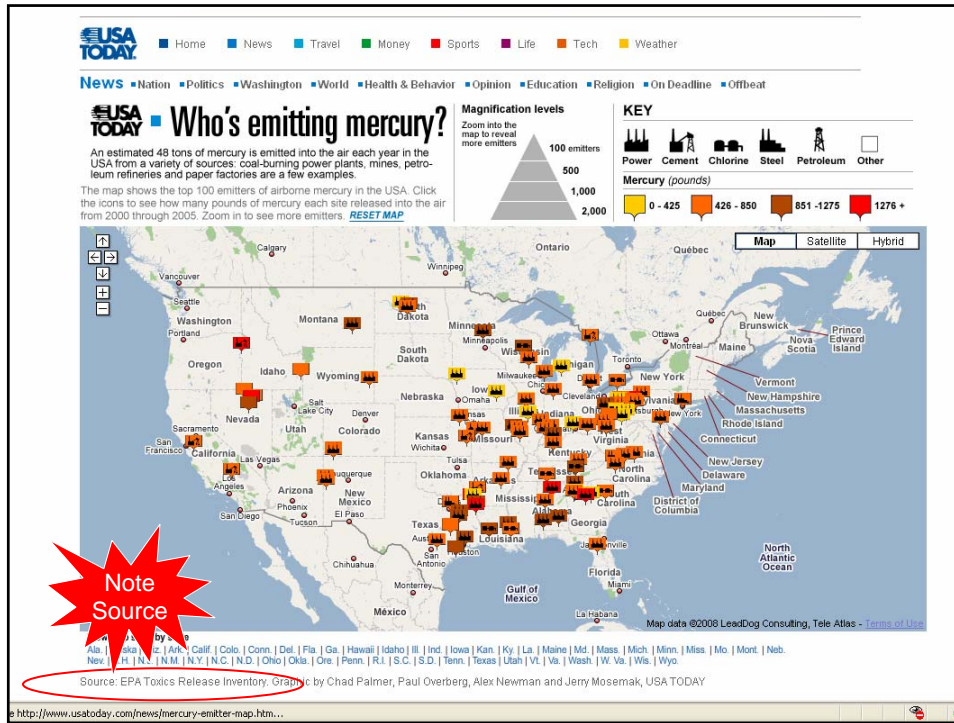 USA TODAY.
Home News Travel Money Sports Life Tech Weather
News Nation Politics Washington World Health & Behavior Opinion Education Religion On Deadline Offbeat
USA TODAY Who's emitting mercury?
An estimated 48 tons of mercury is emitted into the air each year in the
USA from a variety of sources: coal-burning power plants, mines, petro-
leum refineries and paper factories are a few examples.
The map shows the top 100 emitters of airborne mercury in the USA. Click
the icons to see how many pounds of mercury each site released into the air
from 2000 through 2005. Zoom in to see more emitters. RESET MAP
Magnification levels
Zoom into the
map to reveal
more emitters
100 emitters
500
1,000
2,000
KEY
Power Cement Chlorine Steel Petroleum Other
Mercury (pounds)
0 - 425 426 - 850 851 -1275 1276 +
Map Satellite Hybrid
Calgary
Ontario
Québec
Winnipeg
Vancouver
Seattle
Washington
Portland
Montana
Dakota
Minneapolis
Ottawa
Montréal
Québec
New
Brunswick
Prince
Edward
Island
Nova
Scotia
Maine
Oregon
Idaho
Wyoming
South
Dakota
Milwaukee
Toronto
New York
Vermont
New Hampshire
Massachusetts
Rhode Island
Connecticut
Nebraska
Omaha
Cleveland
Nevada
Salt
Lake City
Utah
Denver
Colorado
Sacramento
San
Francisco
California
Las Vegas
Kansas
Wichita
Virginia
New Jersey
Delaware
Maryland
District of
Columbia
Kentucky
Tulsa
Oklahoma
North
Carolina
Los
Angeles
Arizona
Phoenix
New
Mexico
Tucson
El Paso
San Diego
Mississippi
Carolina
Georgia
Texas
Louisiana
San
Antonio
Florida
Miami
Chihuahua
Monterrey
México
Gulf of
Mexico
La Habana
North
Atlantic
Ocean
Map data ©2008 LeadDog Consulting, Tele Atlas - Terms of Use
Note
Source
Ala. | Ark. | Calif. | Colo. | Conn. | Del. | Fla. | Ga. | Hawaii | Idaho | Ill. | Ind. | Iowa | Kan. | Ky. | La. | Maine | Md. | Mass. | Mich. | Minn. | Miss. | Mo. | Mont. | Neb.
Nev. | N.M. | N.Y. | N.C. | N.D. | Ohio | Okla. | Ore. | Penn. | R.I. | S.C. | S.D. | Tenn. | Texas | Utah | Vt. | Va. | Wash. | W. Va. | Wis. | Wyo.
Source: EPA Toxics Release Inventory. Graphic by Chad Palmer, Paul Overberg, Alex Newman and Jerry Mosemak, USA TODAY
http://www.usatoday.com/news/mercury-emitter-map.htm...